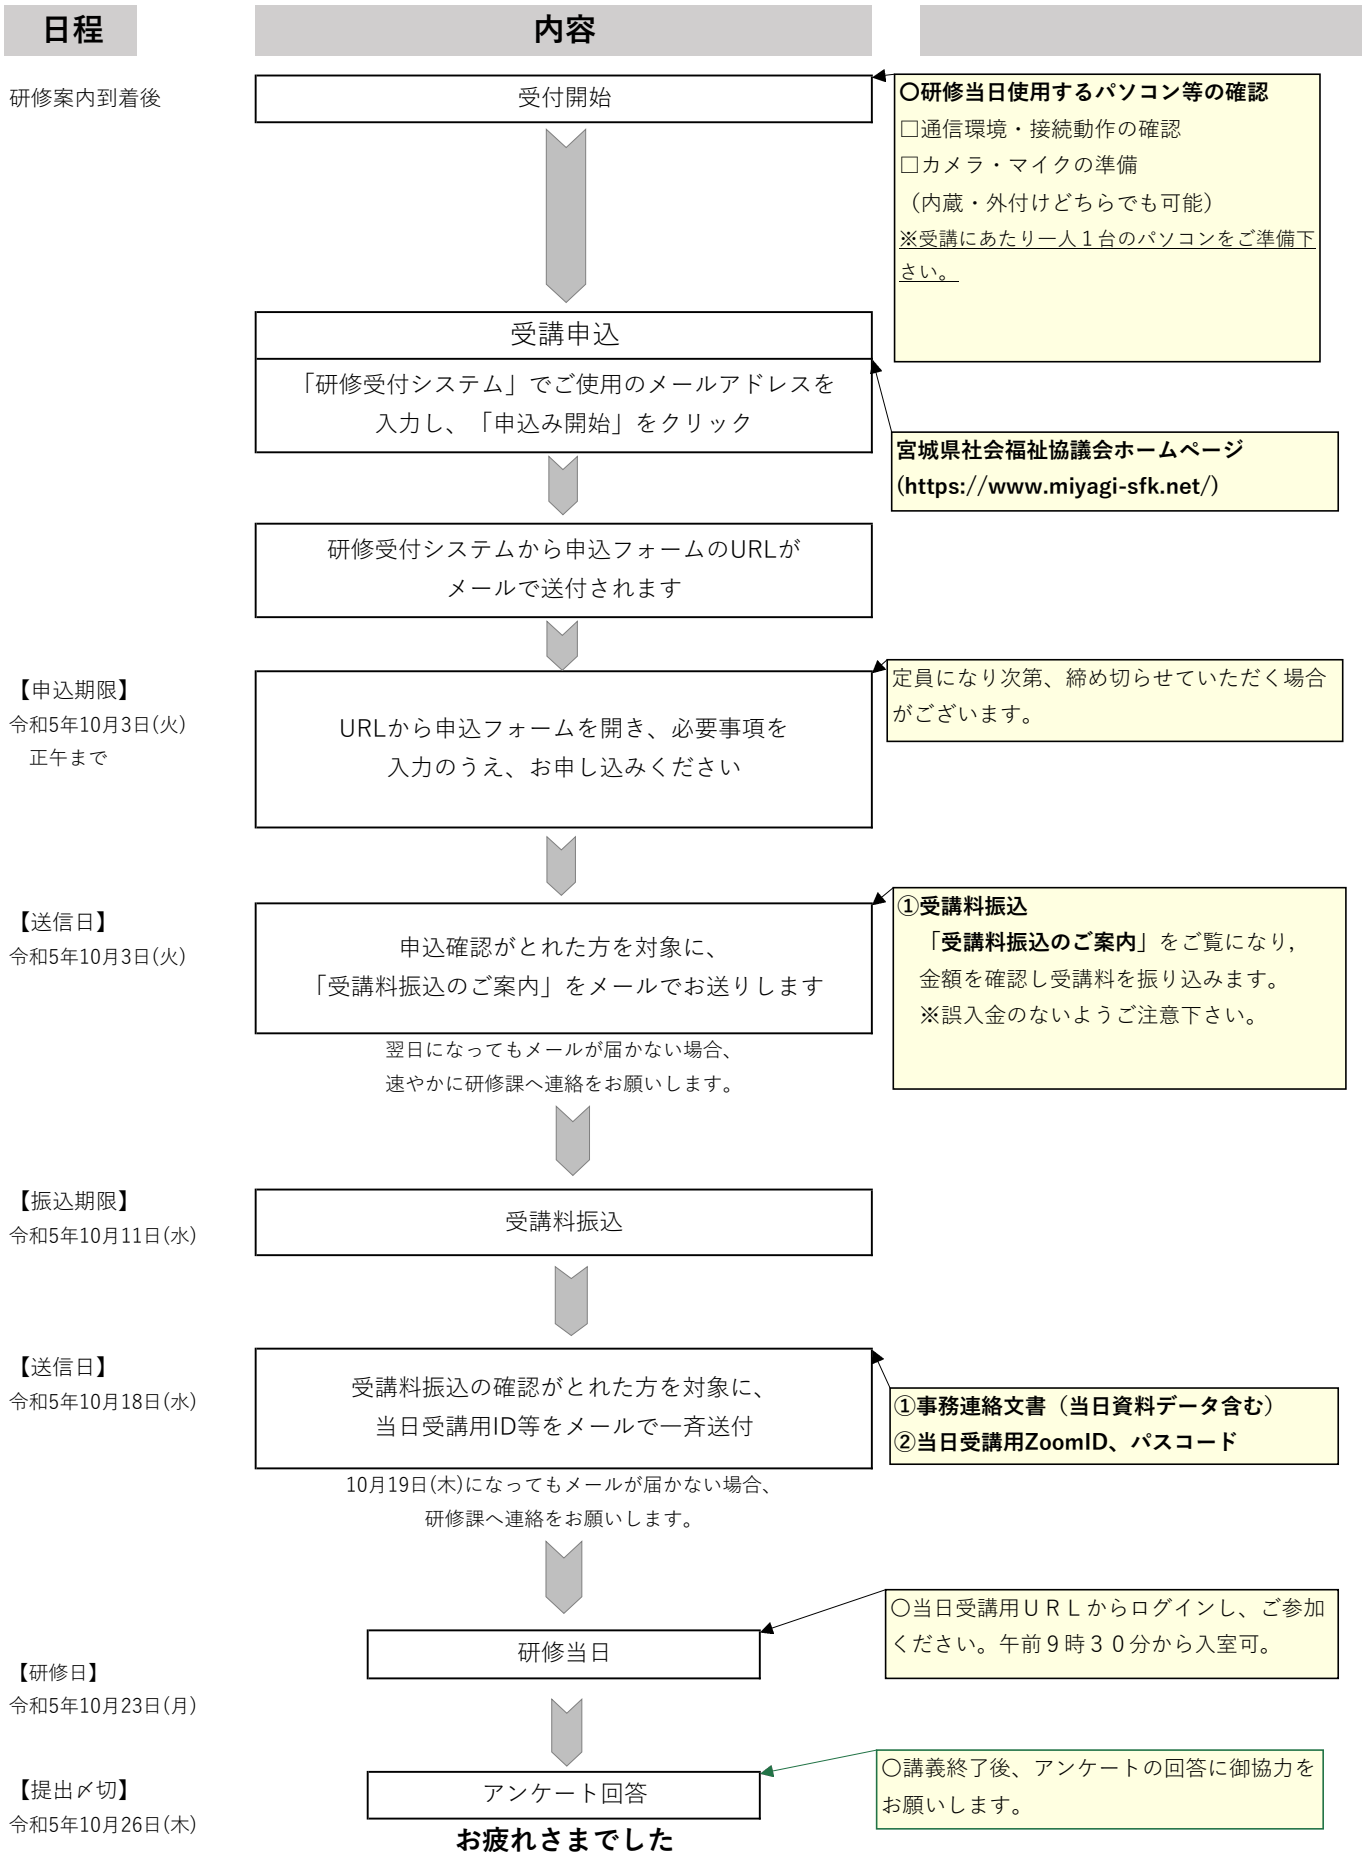 日程
内容
研修案内到着後
受付開始
〇研修当日使用するパソコン等の確認
□通信環境・接続動作の確認
□カメラ・マイクの準備
（内蔵・外付けどちらでも可能）
※受講にあたり一人１台のパソコンをご準備下
さい。
受講申込
「研修受付システム」でご使用のメールアドレスを
入力し、「申込み開始」をクリック
宮城県社会福祉協議会ホームページ
(https://www.miyagi-sfk.net/)
研修受付システムから申込フォームのURLが
メールで送付されます
【申込期限】
令和5年10月3日(火)
正午まで
URLから申込フォームを開き、必要事項を
入力のうえ、お申し込みください
定員になり次第、締め切らせていただく場合
がございます。
【送信日】
令和5年10月3日(火)
申込確認がとれた方を対象に、
「受講料振込のご案内」をメールでお送りします
翌日になってもメールが届かない場合、
速やかに研修課へ連絡をお願いします。
①受講料振込
「受講料振込のご案内」をご覧になり,
金額を確認し受講料を振り込みます。
※誤入金のないようご注意下さい。
【振込期限】
令和5年10月11日(水)
受講料振込
【送信日】
令和5年10月18日(水)
受講料振込の確認がとれた方を対象に、
当日受講用ID等をメールで一斉送付
10月19日(木)になってもメールが届かない場合、
研修課へ連絡をお願いします。
①事務連絡文書（当日資料データ含む）
②当日受講用ZoomID、パスコード
【研修日】
令和5年10月23日(月)
研修当日
〇当日受講用ＵＲＬからログインし、ご参加
ください。午前９時３０分から入室可。
【提出〆切】
令和5年10月26日(木)
アンケート回答
お疲れさまでした
〇講義終了後、アンケートの回答に御協力を
お願いします。